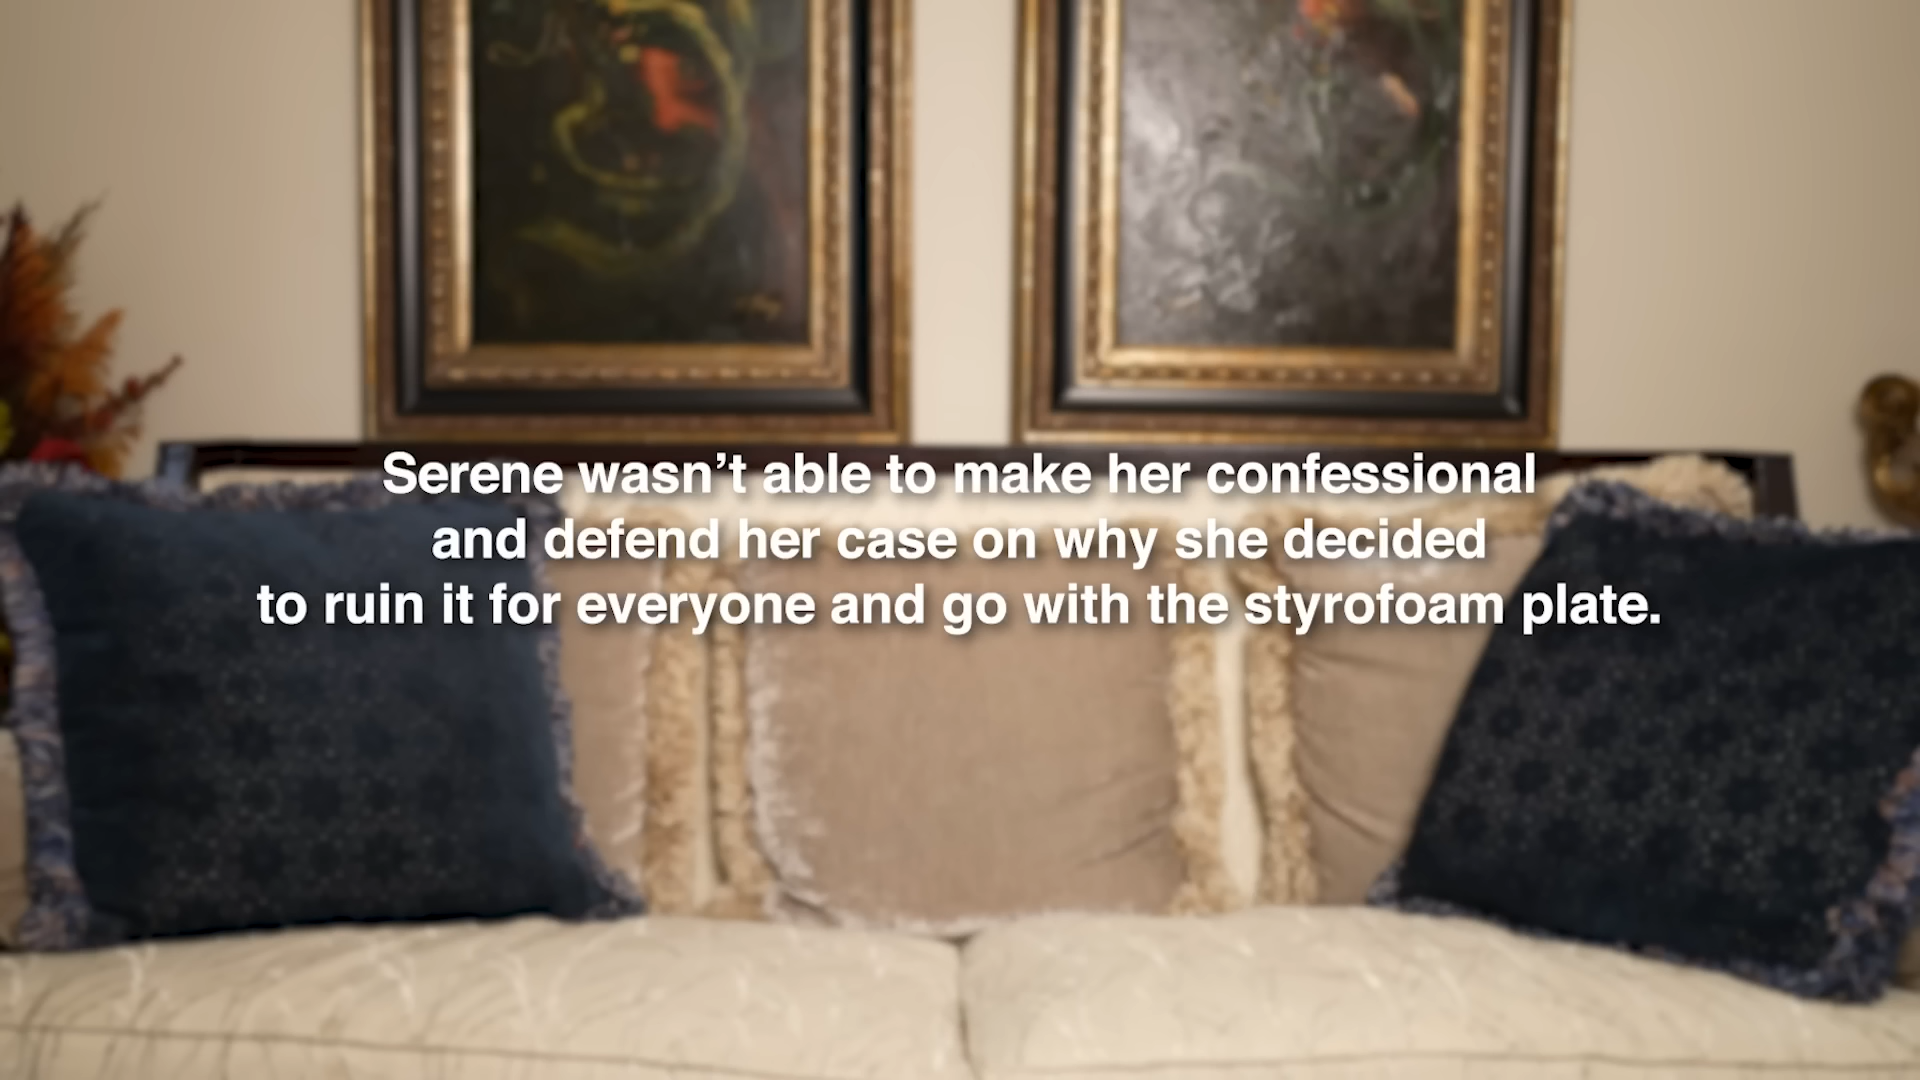 Serene wasn’t able to make her confessional
and defend her case on why she decided
to ruin it for everyone and go with the styrofoam plate.